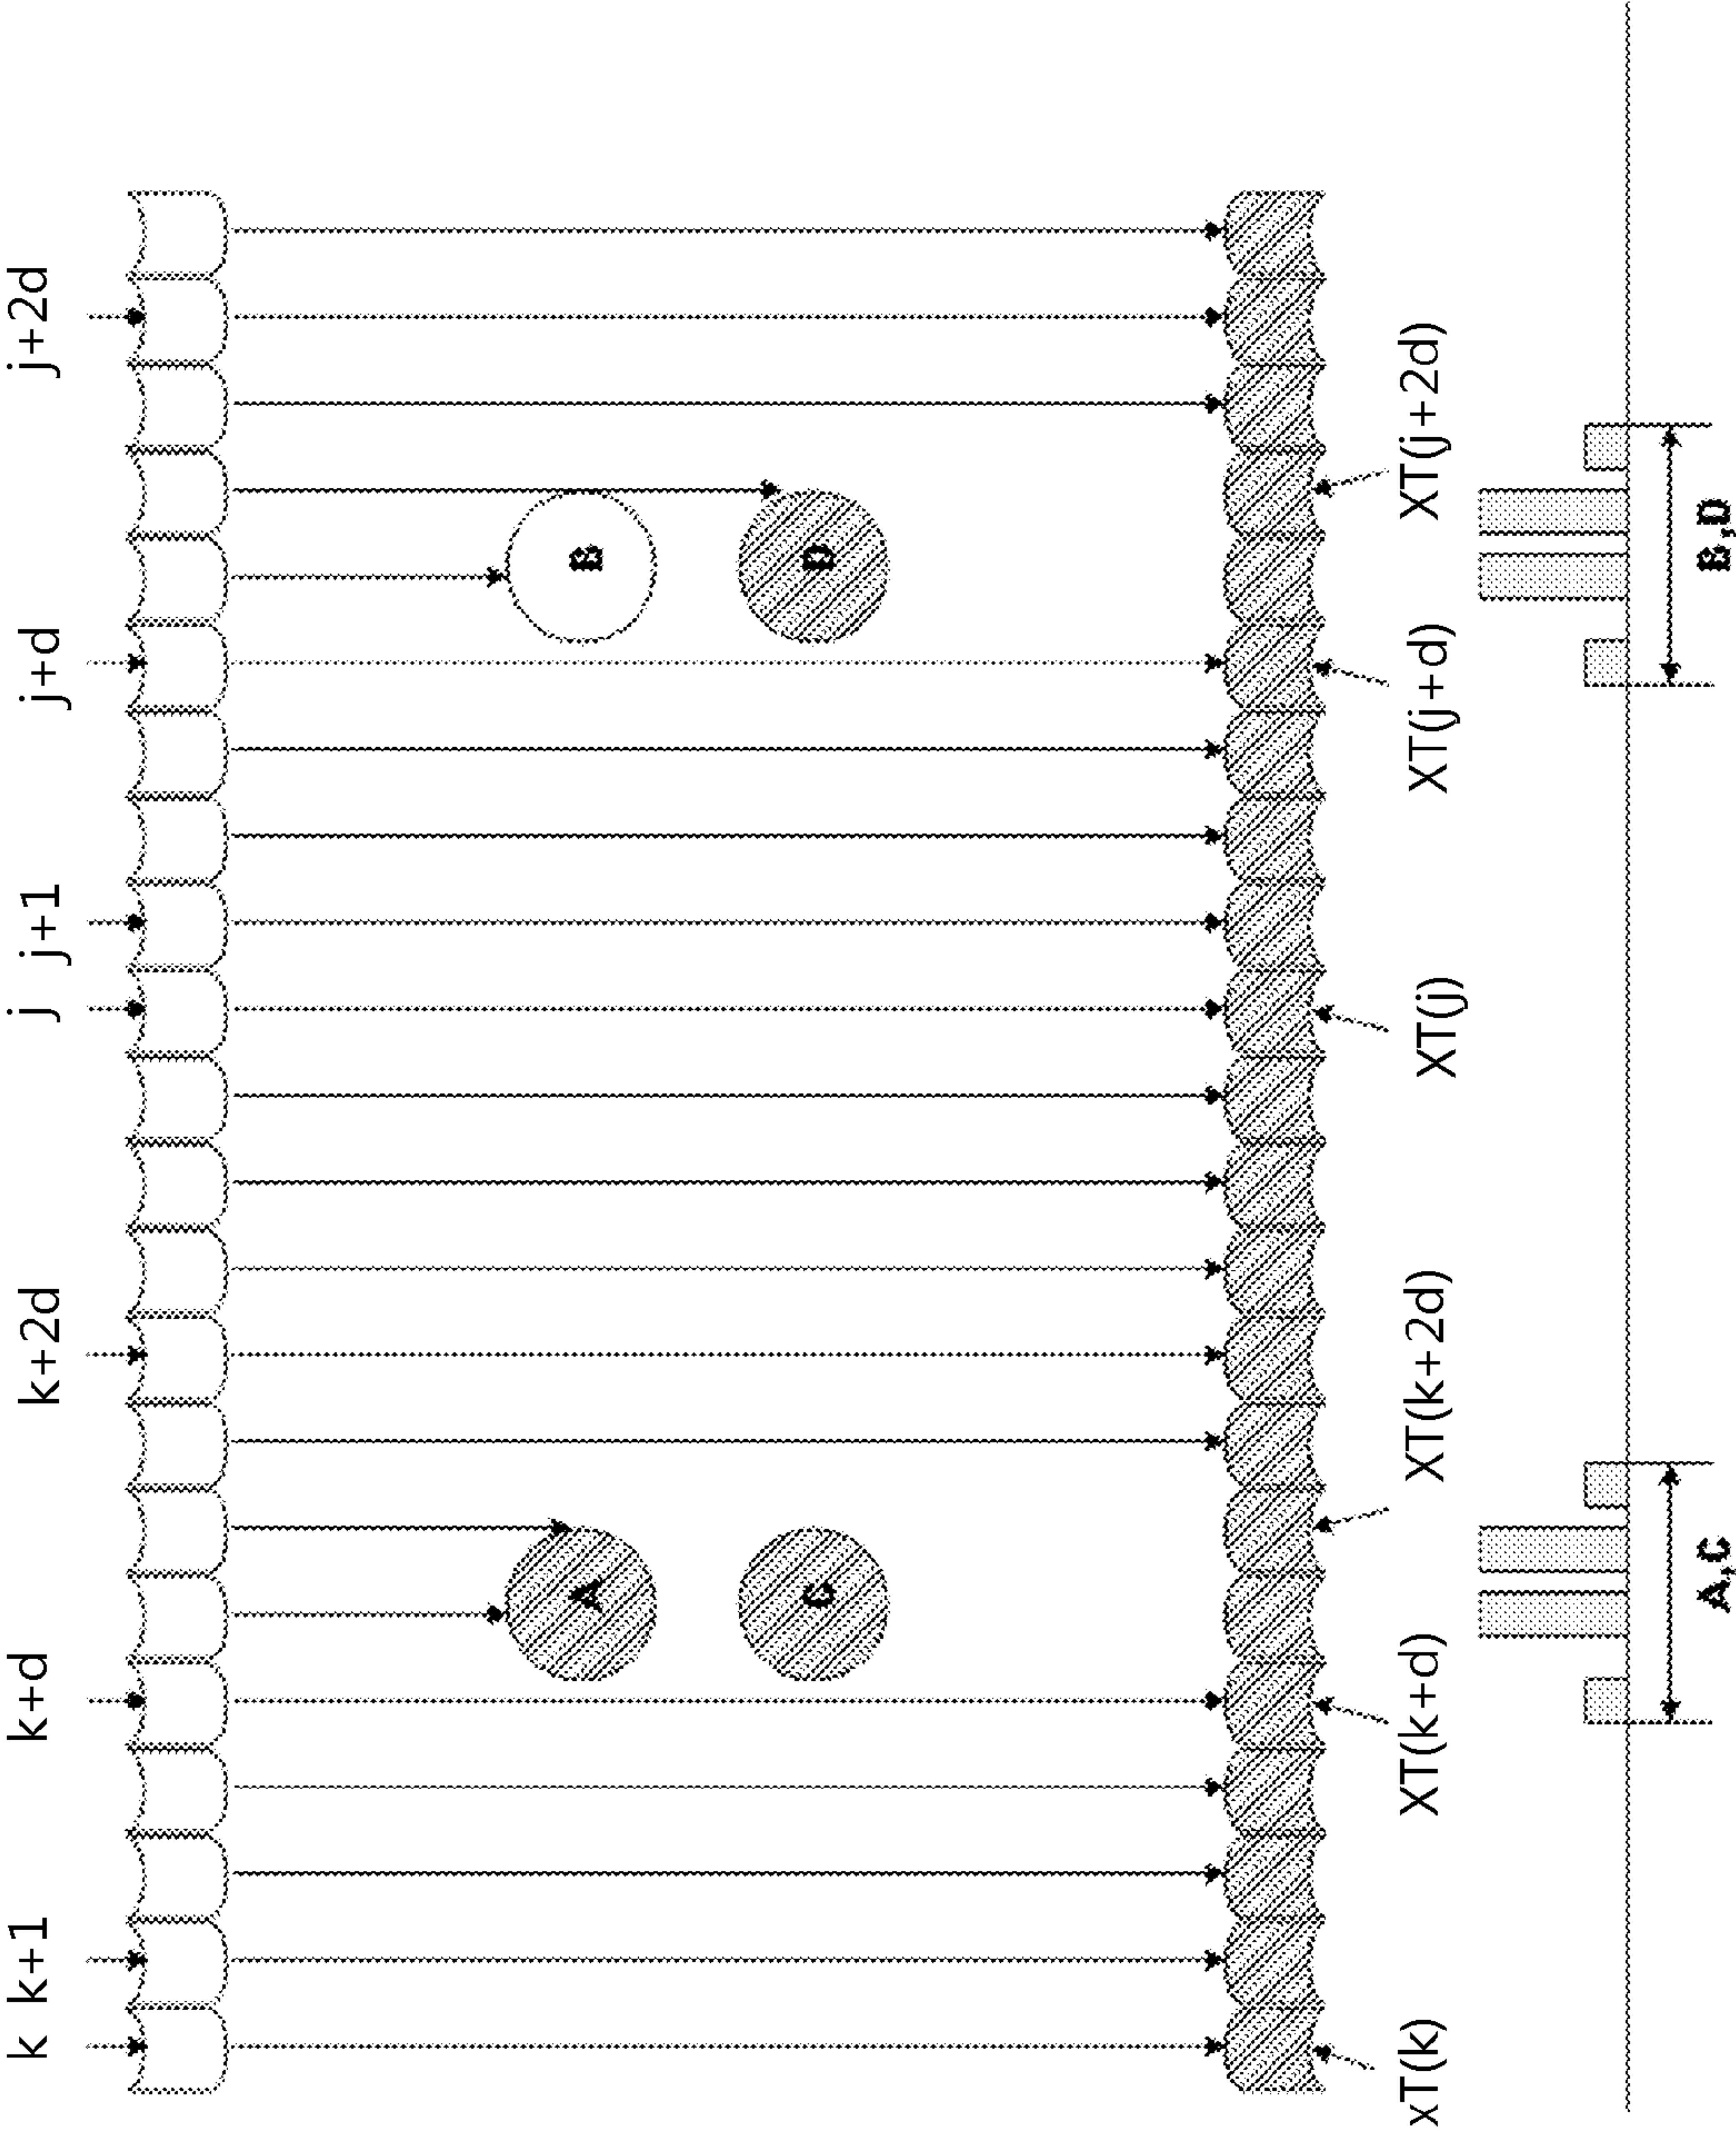 k
k+1
k+d
k+2d
j
j+1
j+d
j+2d
A
B
C
D
xT(k)
XT(k+d)
XT(k+2d)
XT(j)
XT(j+d)
XT(j+2d)
A,C
B,D